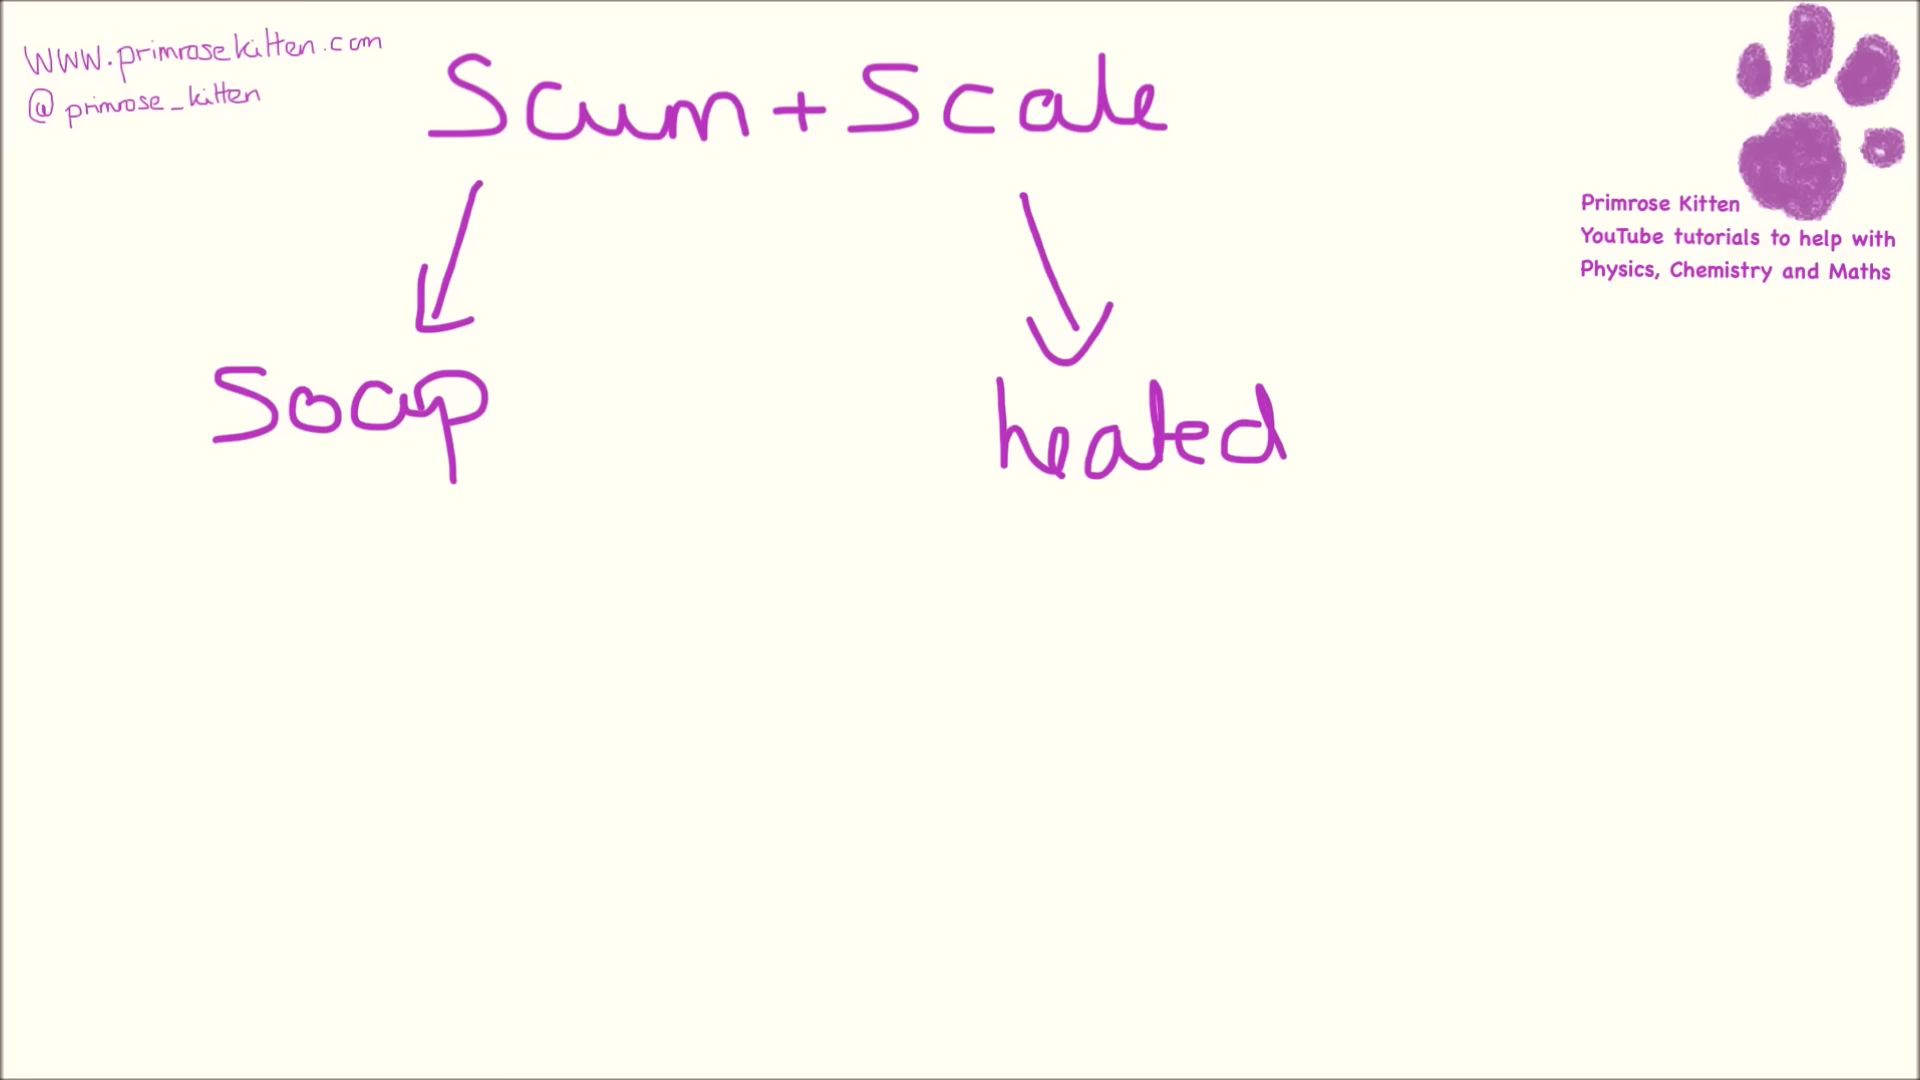 www.primrosekitten.com
@primrose_kitten
Scum + Scale
Soap
heated
Primrose Kitten
YouTube tutorials to help with
Physics, Chemistry and Maths